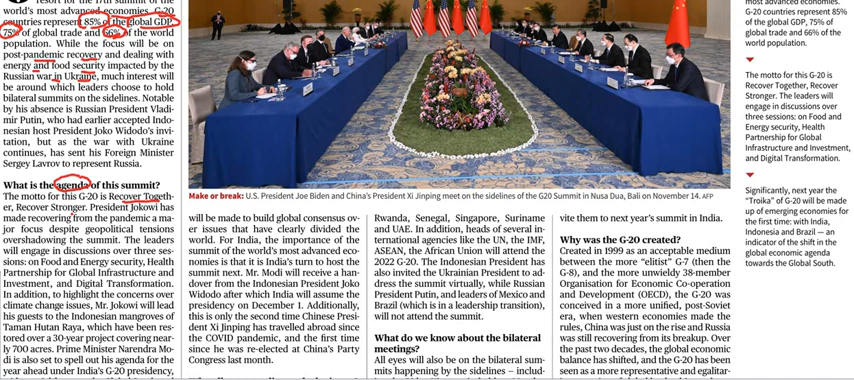 resort for the 17th summit of the
world's most advanced economies. G-20
countries represent 85% of the global GDP,
75% of global trade and 66% of the world
population. While the focus will be on
post-pandemic recovery and dealing with
energy and food security impacted by the
Russian war in Ukraine, much interest will
be around which leaders choose to hold
bilateral summits on the sidelines. Notable
by his absence is Russian President Vladi-
mir Putin, who had earlier accepted Indo-
nesian host President Joko Widodo's invi-
tation, but as the war with Ukraine
continues, has sent his Foreign Minister
Sergey Lavrov to represent Russia.
What is the agenda of this summit?
The motto for this G-20 is Recover Togeth-
er, Recover Stronger. President Jokowi has
made recovering from the pandemic a ma-
jor focus despite geopolitical tensions
overshadowing the summit. The leaders
will engage in discussions over three ses-
sions: on Food and Energy security, Health
Partnership for Global Infrastructure and
Investment, and Digital Transformation.
In addition, to highlight the concerns over
climate change issues, Mr. Jokowi will lead
his guests to the Indonesian mangroves of
Taman Hutan Raya, which have been res-
tored over a 30-year project covering near-
ly 700 acres. Prime Minister Narendra Mo-
di is also set to spell out his agenda for the
year ahead under India's G-20 presidency,
Make or break: U.S. President Joe Biden and China's President Xi Jinping meet on the sidelines of the G20 Summit in Nusa Dua, Bali on November 14. AFP
will be made to build global consensus ov-
er issues that have clearly divided the
world. For India, the importance of the
summit of the world's most advanced eco-
nomies is that it is India's turn to host the
summit next. Mr. Modi will receive a han-
dover from the Indonesian President Joko
Widodo after which India will assume the
presidency on December 1. Additionally,
this is only the second time Chinese Presi-
dent Xi Jinping has travelled abroad since
the COVID pandemic, and the first time
since he was re-elected at China's Party
Congress last month.
Rwanda, Senegal, Singapore, Suriname
and UAE. In addition, heads of several in-
ternational agencies like the UN, the IMF,
ASEAN, the African Union will attend the
2022 G-20. The Indonesian President has
also invited the Ukrainian President to ad-
dress the summit virtually, while Russian
President Putin, and leaders of Mexico and
Brazil (which is in a leadership transition),
will not attend the summit.
What do we know about the bilateral
meetings?
All eyes will also be on the bilateral sum-
mits happening by the sidelines – includ-
vite them to next year's summit in India.
Why was the G-20 created?
Created in 1999 as an acceptable medium
between the more "elitist" G-7 (then the
G-8), and the more unwieldy 38-member
Organisation for Economic Co-operation
and Development (OECD), the G-20 was
conceived in a more unified, post-Soviet
era, when western economies made the
rules, China was just on the rise and Russia
was still recovering from its breakup. Over
the past two decades, the global economic
balance has shifted, and the G-20 has been
seen as a more representative and egalitar-
most advanced economies.
G-20 countries represent 85%
of the global GDP, 75% of
global trade and 66% of the
world population.
The motto for this G-20 is
Recover Together, Recover
Stronger. The leaders will
engage in discussions over
three sessions: on Food and
Energy security, Health
Partnership for Global
Infrastructure and Investment,
and Digital Transformation.
Significantly, next year the
"Troika" of G-20 will be made
up of emerging economies for
the first time: with India,
Indonesia and Brazil — an
indicator of the shift in the
global economic agenda
towards the Global South.